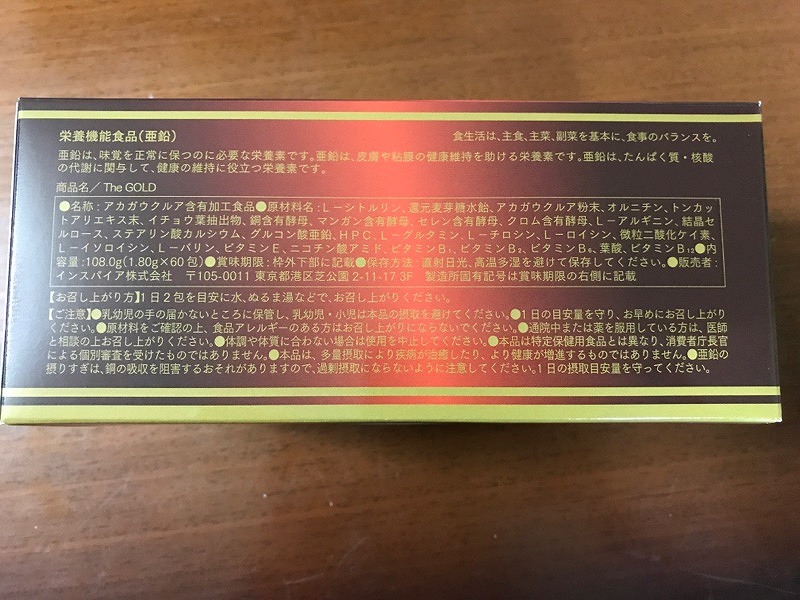 栄養機能食品(亜鉛)
食生活は、主食、主菜、副菜を基本に、食事のバランスを。
亜鉛は、味覚を正常に保つのに必要な栄養素です。亜鉛は、皮膚や粘膜の健康維持を助ける栄養素です。亜鉛は、たんぱく質・核酸
の代謝に関与して、健康の維持に役立つ栄養素です。
商品名/The GOLD
●名称:アカガウクルア含有加工食品●原材料名:L-シトルリン、還元麦芽糖水飴、アカガウクルア粉末、オルニチン、トンカッ
トアリエキス末、イチョウ葉抽出物、銅含有酵母、マンガン含有酵母、セレン含有酵母、クロム含有酵母、L-アルギニン、結晶セ
ルロース、ステアリン酸カルシウム、グルコン酸亜鉛、HPC、L-グルタミン、L-チロシン、L-ロイシン、微粒二酸化ケイ素、
L-イソロイシン、L-バリン、ビタミンE、ニコチン酸アミド、ビタミンB₁、ビタミンB₂、ビタミンB₆、葉酸、ビタミンB₁₂●内
容量:108.0g(1.80g×60包)●賞味期限:枠外下部に記載●保存方法:直射日光、高温多湿を避けて保存してください。●販売者:
インスパイア株式会社 〒105-0011 東京都港区芝公園 2-11-17 3F 製造所固有記号は賞味期限の右側に記載
【お召し上がり方】1日2包を目安に水、ぬるま湯などで、お召し上がりください。
【ご注意】●乳幼児の手の届かないところに保管し、乳幼児・小児は本品の摂取を避けてください。●1日の目安量を守り、お早めにお召し上がり
ください。●原材料をご確認の上、食品アレルギーのある方はお召し上がりにならないでください。●通院中または薬を服用している方は、医師
と相談の上お召し上がりください。●体調や体質に合わない場合は使用を中止してください。●本品は特定保健用食品とは異なり、消費者庁長官
による個別審査を受けたものではありません。●本品は、多量摂取により疾病が治癒したり、より健康が増進するものではありません。●亜鉛の
摂りすぎは、銅の吸収を阻害するおそれがありますので、過剰摂取にならないように注意してください。1日の摂取目安量を守ってください。